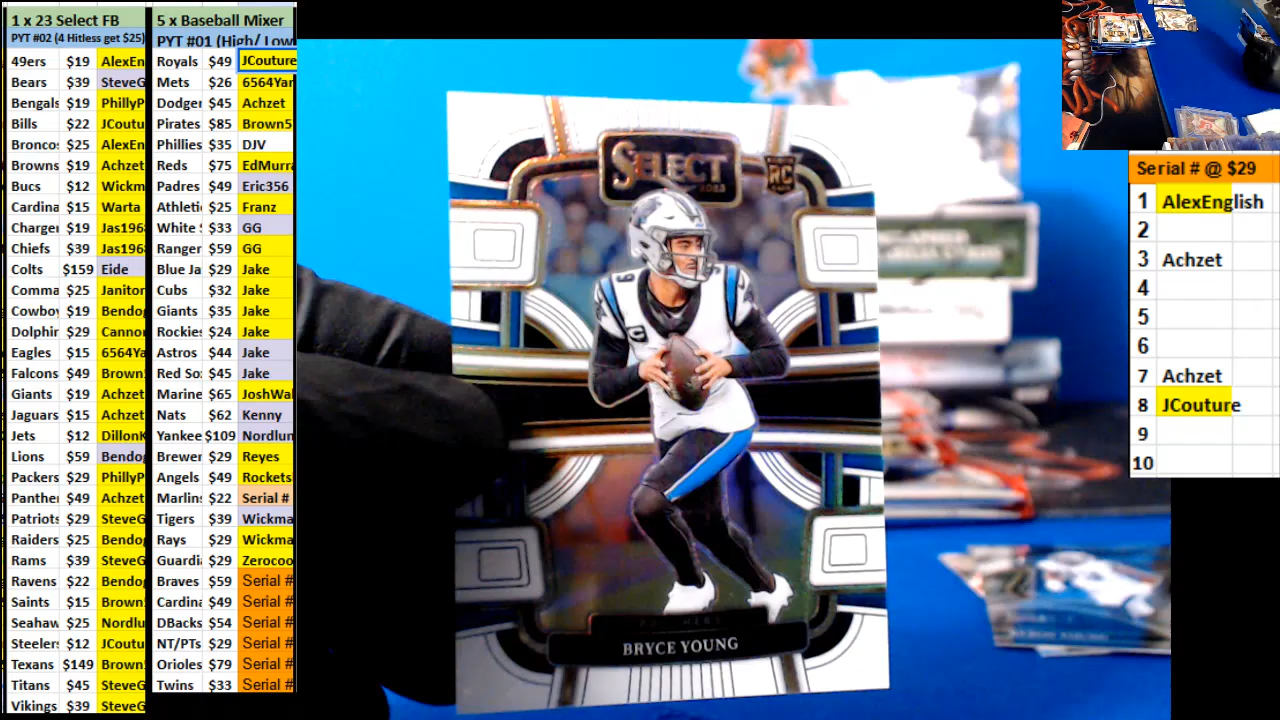 1 x 23 Select FB
PYT #02 (4 Hitless get $25)
49ers $19 AlexEn
Bears $39 SteveG
Bengals $19 PhillyP
Bills $22 JCoutu
Bronco $25 AlexEn
Browns $19 Achzet
Bucs $12 Wickm
Cardina $15 Warta
Charger $19 Jas196
Chiefs $39 Jas196
Colts $159 Eide
Comma $25 Janitor
Cowboy $19 Bendo
Dolphin $29 Cannon
Eagles $15 6564Ya
Falcons $49 Brown
Giants $19 Achzet
Jaguars $15 Achzet
Jets $12 DillonK
Lions $59 Bendo
Packers $29 PhillyP
Panthe $49 Achzet
Patriots $29 SteveG
Raiders $25 Bendo
Rams $39 SteveG
Ravens $22 Bendo
Saints $15 Brown
Seahaw $25 Nordlu
Steelers $12 JCoutu
Texans $149 Brown
Titans $45 SteveG
Vikings $39 SteveG
5 x Baseball Mixer
PYT #01 (High/ Low
Royals $49 JCouture
Mets $26 6564Yar
Dodger $45 Achzet
Pirates $85 Brown5
Phillies $35 DJV
Reds $75 EdMurra
Padres $49 Eric356
Athleti $25 Franz
White S $33 GG
Ranger $59 GG
Blue Ja $29 Jake
Cubs $32 Jake
Giants $35 Jake
Rockies $24 Jake
Astros $44 Jake
Red So $45 Jake
Marine $65 JoshWal
Nats $62 Kenny
Yankee $109 Nordlun
Brewer $29 Reyes
Angels $49 Rockets
Marlins $22 Serial #
Tigers $39 Wickma
Rays $29 Wickma
Guardi $29 Zerocoo
Braves $59 Serial #
Cardina $49 Serial #
DBacks $54 Serial #
NT/PTs $29 Serial #
Orioles $79 Serial #
Twins $33 Serial #
SELECT
2023
RC
9
C
PANTHERS
BRYCE YOUNG
Serial # @ $29
1 AlexEnglish
2
3 Achzet
4
5
6
7 Achzet
8 JCouture
9
10